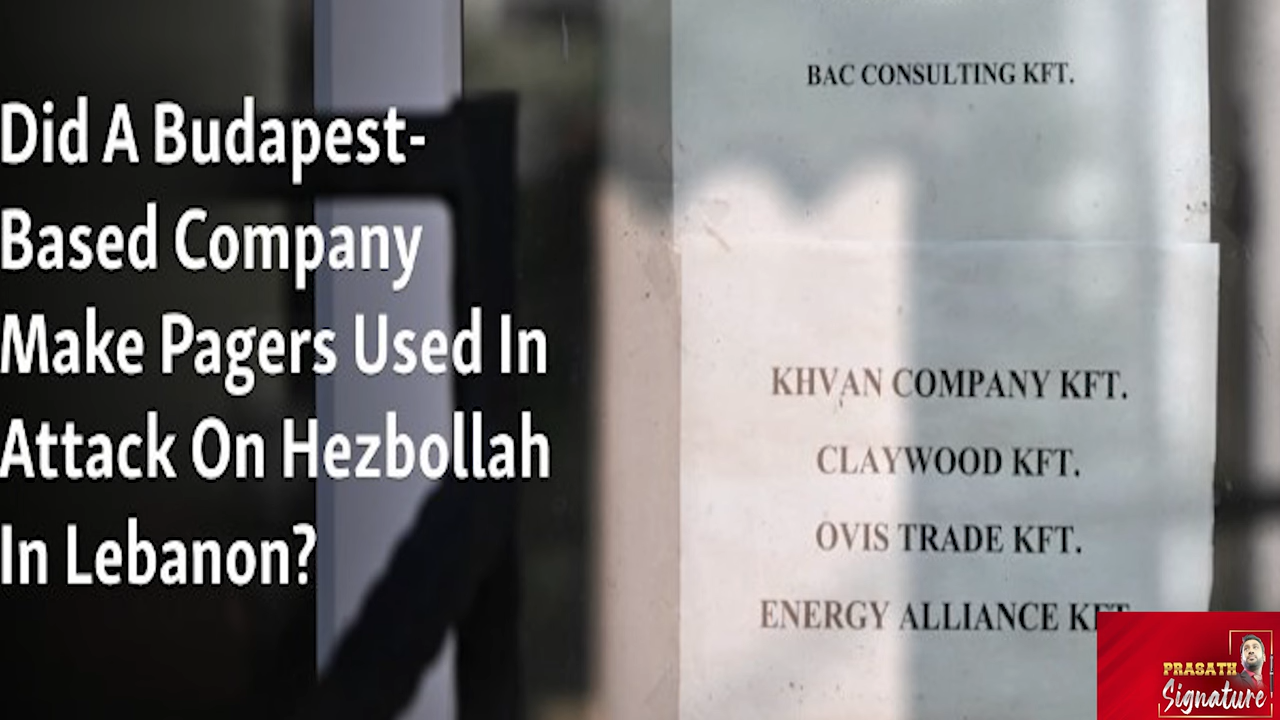 Did A Budapest-
Based Company
Make Pagers Used In
Attack On Hezbollah
In Lebanon?
BAC CONSULTING KFT.
KHVAN COMPANY KFT.
CLAYWOOD KFT.
OVIS TRADE KFT.
ENERGY ALLIANCE KFT.
PRASATH
Signature